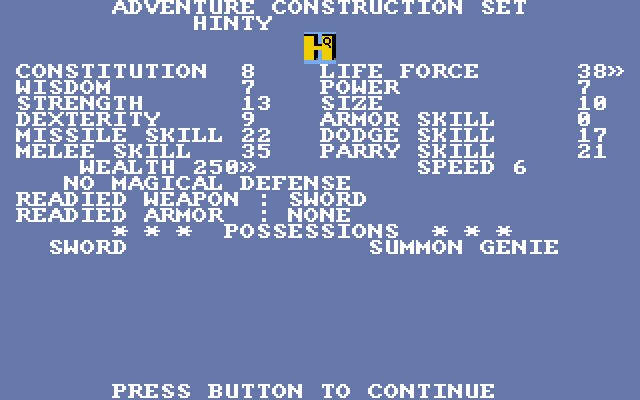 ADVENTURE CONSTRUCTION SET
HINTY
H
CONSTITUTION 8 LIFE FORCE 38»
WISDOM 7 POWER 7
STRENGTH 13 SIZE 10
DEXTERITY 9 ARMOR SKILL 0
MISSILE SKILL 22 DODGE SKILL 17
MELEE SKILL 35 PARRY SKILL 21
WEALTH 250» SPEED 6
NO MAGICAL DEFENSE
READIED WEAPON : SWORD
READIED ARMOR : NONE
* * * POSSESSIONS * * *
SWORD SUMMON GENIE
PRESS BUTTON TO CONTINUE